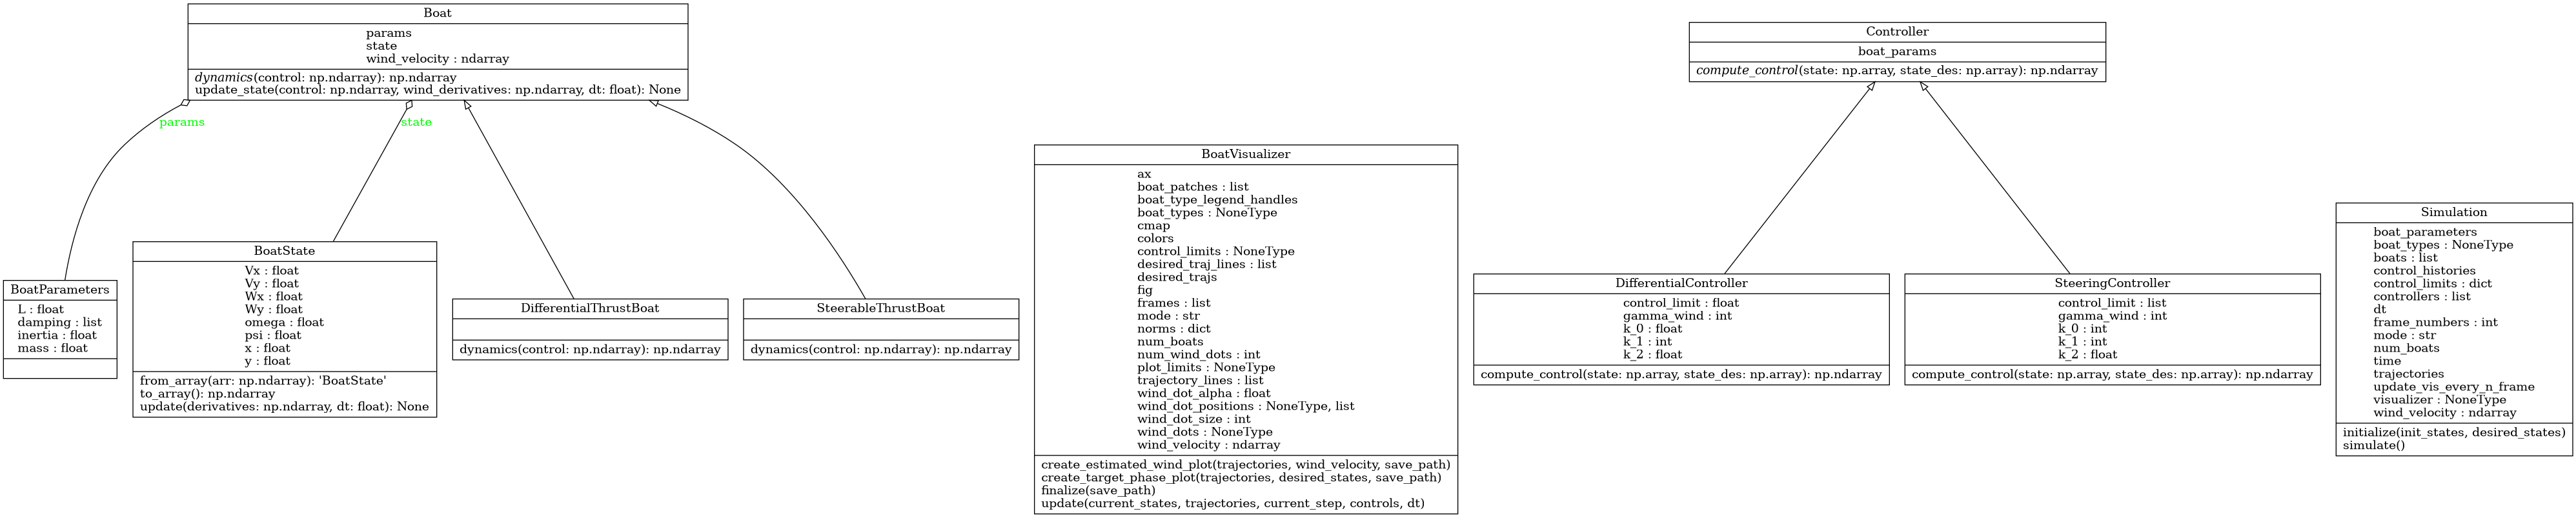 Boat
params
state
wind_velocity : ndarray
dynamics(control: np.ndarray): np.ndarray
update_state(control: np.ndarray, wind_derivatives: np.ndarray, dt: float): None
params
state
BoatParameters
L : float
damping : list
inertia : float
mass : float
BoatState
Vx : float
Vy : float
Wx : float
Wy : float
omega : float
psi : float
x : float
y : float
from_array(arr: np.ndarray): 'BoatState'
to_array(): np.ndarray
update(derivatives: np.ndarray, dt: float): None
DifferentialThrustBoat
dynamics(control: np.ndarray): np.ndarray
SteerableThrustBoat
dynamics(control: np.ndarray): np.ndarray
BoatVisualizer
ax
boat_patches : list
boat_type_legend_handles
boat_types : NoneType
cmap
colors
control_limits : NoneType
desired_traj_lines : list
desired_trajs
fig
frames : list
mode : str
norms : dict
num_boats
num_wind_dots : int
plot_limits : NoneType
trajectory_lines : list
wind_dot_alpha : float
wind_dot_positions : NoneType, list
wind_dot_size : int
wind_dots : NoneType
wind_velocity : ndarray
create_estimated_wind_plot(trajectories, wind_velocity, save_path)
create_target_phase_plot(trajectories, desired_states, save_path)
finalize(save_path)
update(current_states, trajectories, current_step, controls, dt)
Controller
boat_params
compute_control(state: np.array, state_des: np.array): np.ndarray
DifferentialController
control_limit : float
gamma_wind : int
k_0 : float
k_1 : int
k_2 : float
compute_control(state: np.array, state_des: np.array): np.ndarray
SteeringController
control_limit : list
gamma_wind : int
k_0 : int
k_1 : int
k_2 : float
compute_control(state: np.array, state_des: np.array): np.ndarray
Simulation
boat_parameters
boat_types : NoneType
boats : list
control_histories
control_limits : dict
controllers : list
dt
frame_numbers : int
mode : str
num_boats
time
trajectories
update_vis_every_n_frame
visualizer : NoneType
wind_velocity : ndarray
initialize(init_states, desired_states)
simulate()